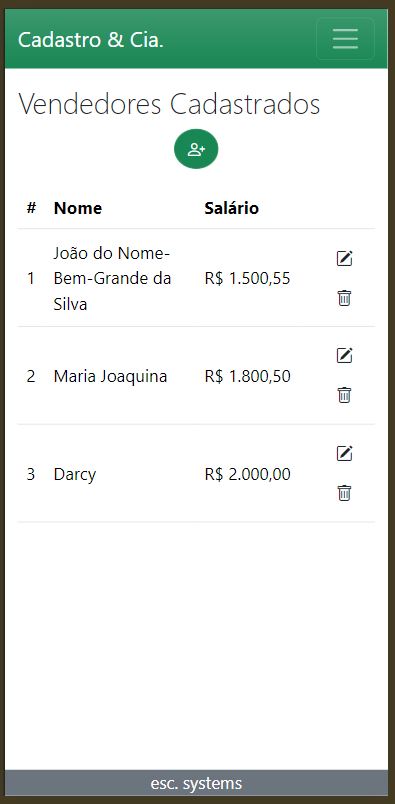 Cadastro & Cia.
Vendedores Cadastrados
# Nome Salário
João do Nome-
1 Bem-Grande da R$ 1.500,55
Silva
2 Maria Joaquina R$ 1.800,50
3 Darcy R$ 2.000,00
esc. systems